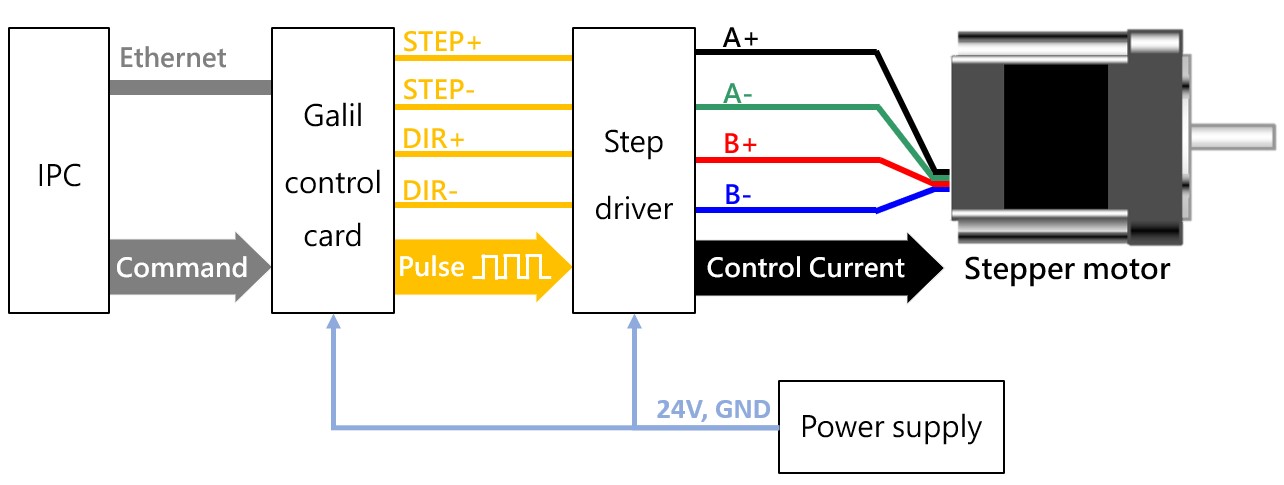 IPC
Ethernet
Command
Galil
control
card
STEP+
STEP-
DIR+
DIR-
Pulse
Step
driver
A+
A-
B+
B-
Control Current
Stepper motor
24V, GND
Power supply